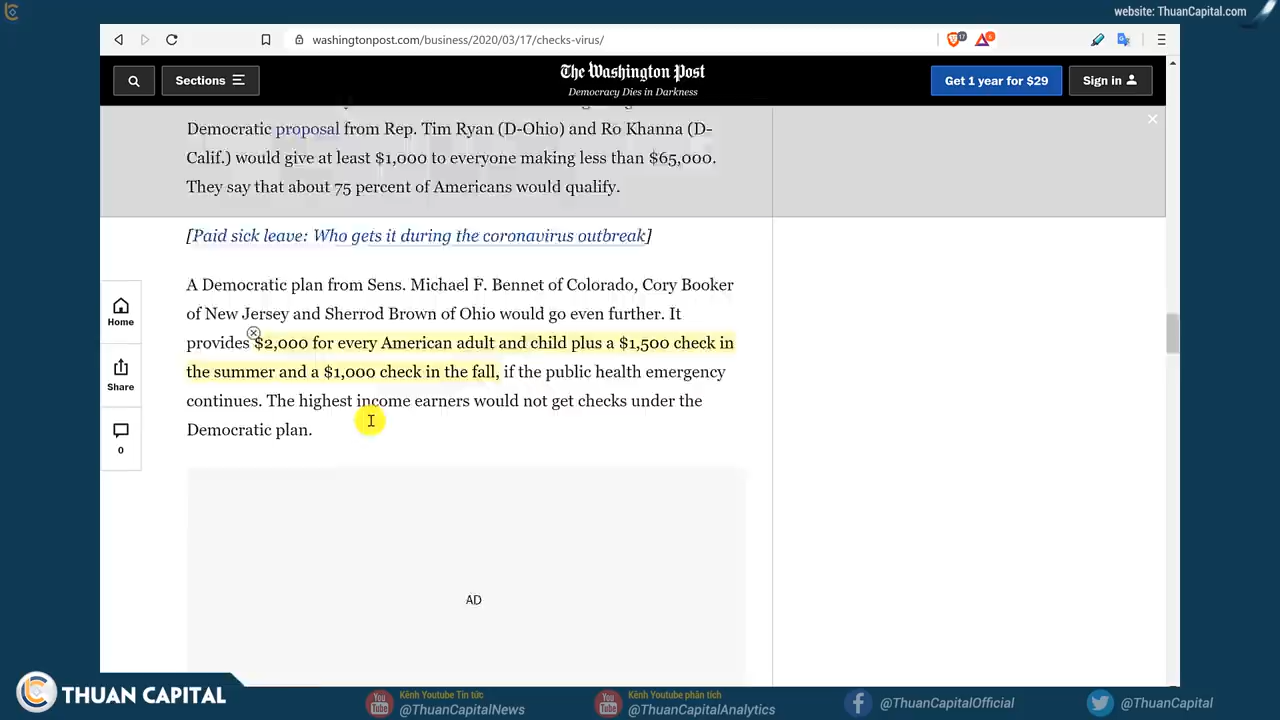 website: ThuanCapital.com
washingtonpost.com/business/2020/03/17/checks-virus/
17
6
Sections
The Washington Post
Democracy Dies in Darkness
Get 1 year for $29
Sign in
Democratic proposal from Rep. Tim Ryan (D-Ohio) and Ro Khanna (D-
Calif.) would give at least $1,000 to everyone making less than $65,000.
They say that about 75 percent of Americans would qualify.
[Paid sick leave: Who gets it during the coronavirus outbreak]
A Democratic plan from Sens. Michael F. Bennet of Colorado, Cory Booker
of New Jersey and Sherrod Brown of Ohio would go even further. It
provides $2,000 for every American adult and child plus a $1,500 check in
the summer and a $1,000 check in the fall, if the public health emergency
continues. The highest income earners would not get checks under the
Democratic plan.
Home
Share
0
AD
THUAN CAPITAL
You Tube
Kênh Youtube Tin tức
@ThuanCapitalNews
You Tube
Kênh Youtube phân tích
@ThuanCapitalAnalytics
@ThuanCapitalOfficial
@ThuanCapital